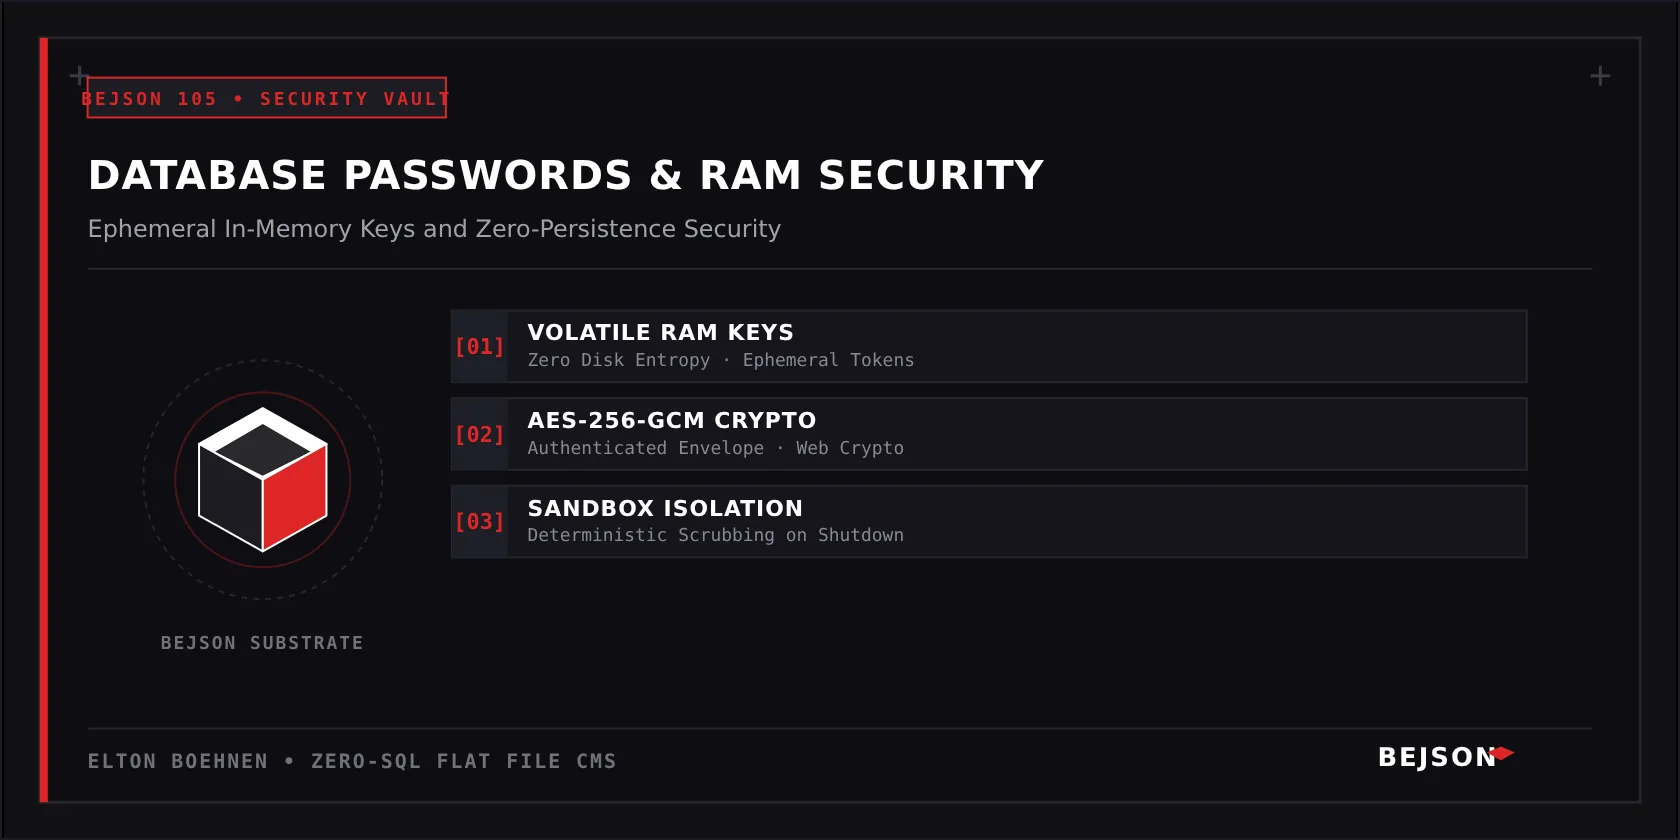 BEJSON 105 • SECURITY VAULT
DATABASE PASSWORDS & RAM SECURITY
Ephemeral In-Memory Keys and Zero-Persistence Security
[01]
VOLATILE RAM KEYS
Zero Disk Entropy · Ephemeral Tokens
[02]
AES-256-GCM CRYPTO
Authenticated Envelope · Web Crypto
[03]
SANDBOX ISOLATION
Deterministic Scrubbing on Shutdown
BEJSON SUBSTRATE
ELTON BOEHNEN • ZERO-SQL FLAT FILE CMS
BEJSON